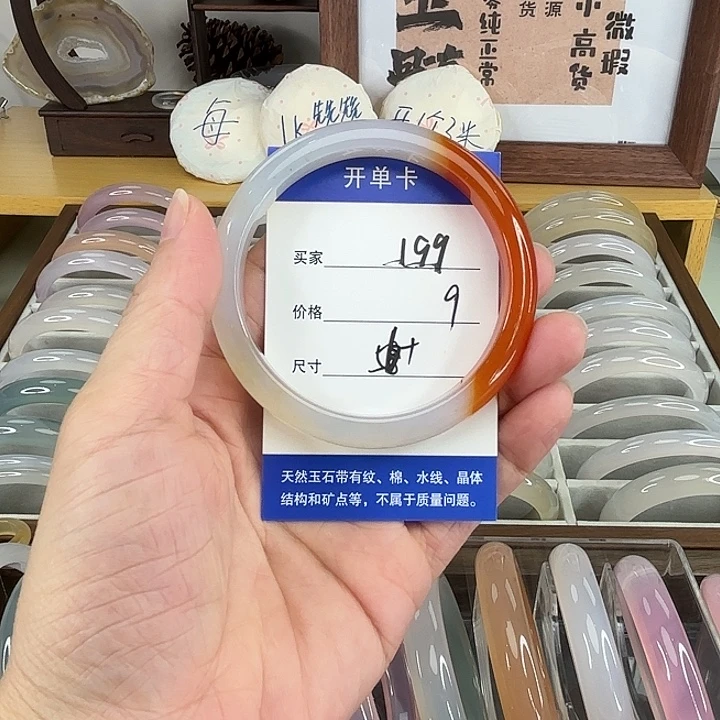 货源
高货
微瑕
纯正常
每
开单卡
买家 199
价格 9
尺寸
天然玉石带有纹、棉、水线、晶体
结构和矿点等，不属于质量问题。